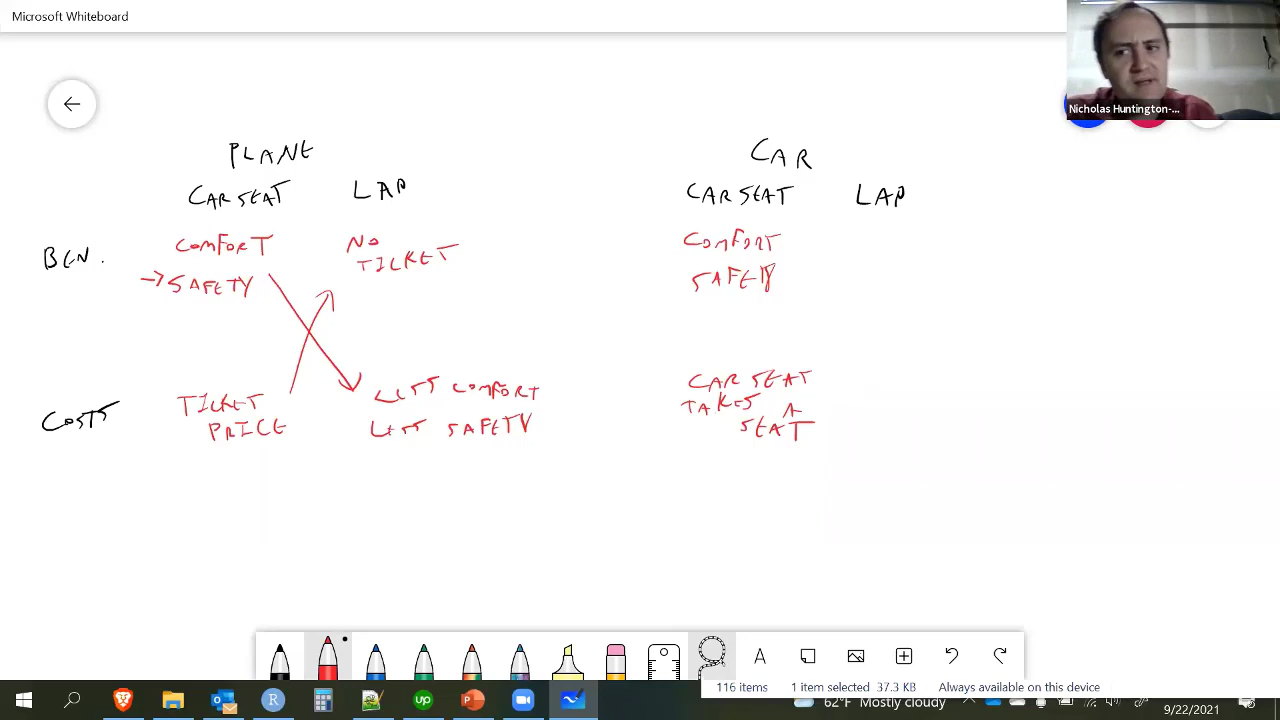 Microsoft Whiteboard
Nicholas Huntington-...
PLANE
CAR
CAR SEAT LAP
CAR SEAT LAP
BEN.
COMFORT
SAFETY
NO
TICKET
COMFORT
SAFETY
COSTS
TICKET
PRICE
LESS COMFORT
LESS SAFETY
CAR SEAT
TAKES A
SEAT
116 items 1 item selected 37.3 KB Always available on this device
62°F Mostly cloudy
9/22/2021